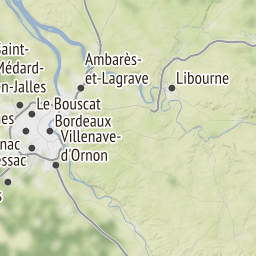 Saint-
Médard-
en-Jalles
Ambarès-
et-Lagrave
Libourne
Le Bouscat
Bordeaux
Villenave-
d'Ornon